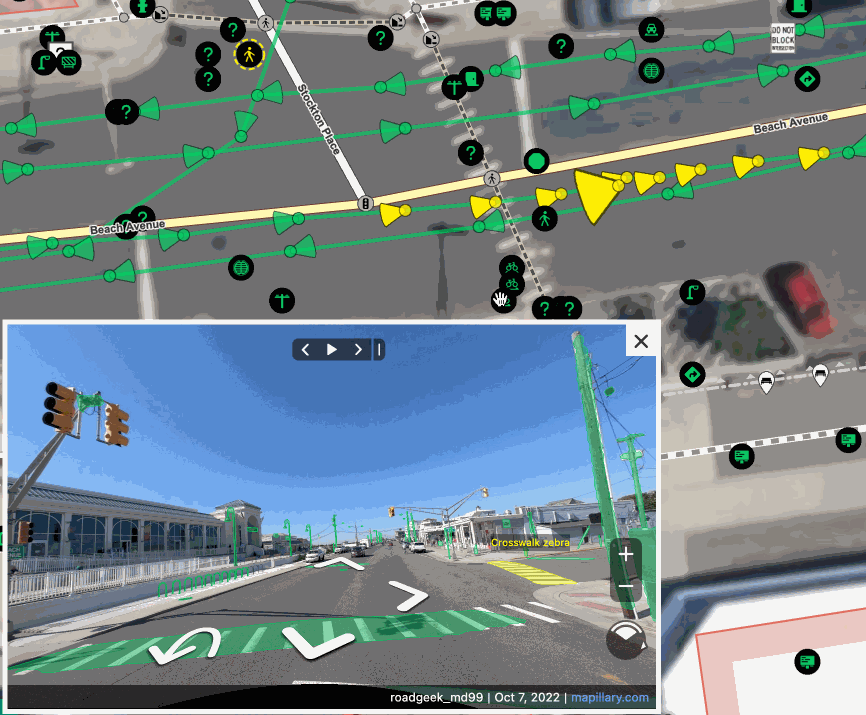 DO NOT
BLOCK
INTERSECTION
Stockton Place
Beach Avenue
Beach Avenue
Crosswalk zebra
roadgeek_md99 | Oct 7, 2022 | mapillary.com